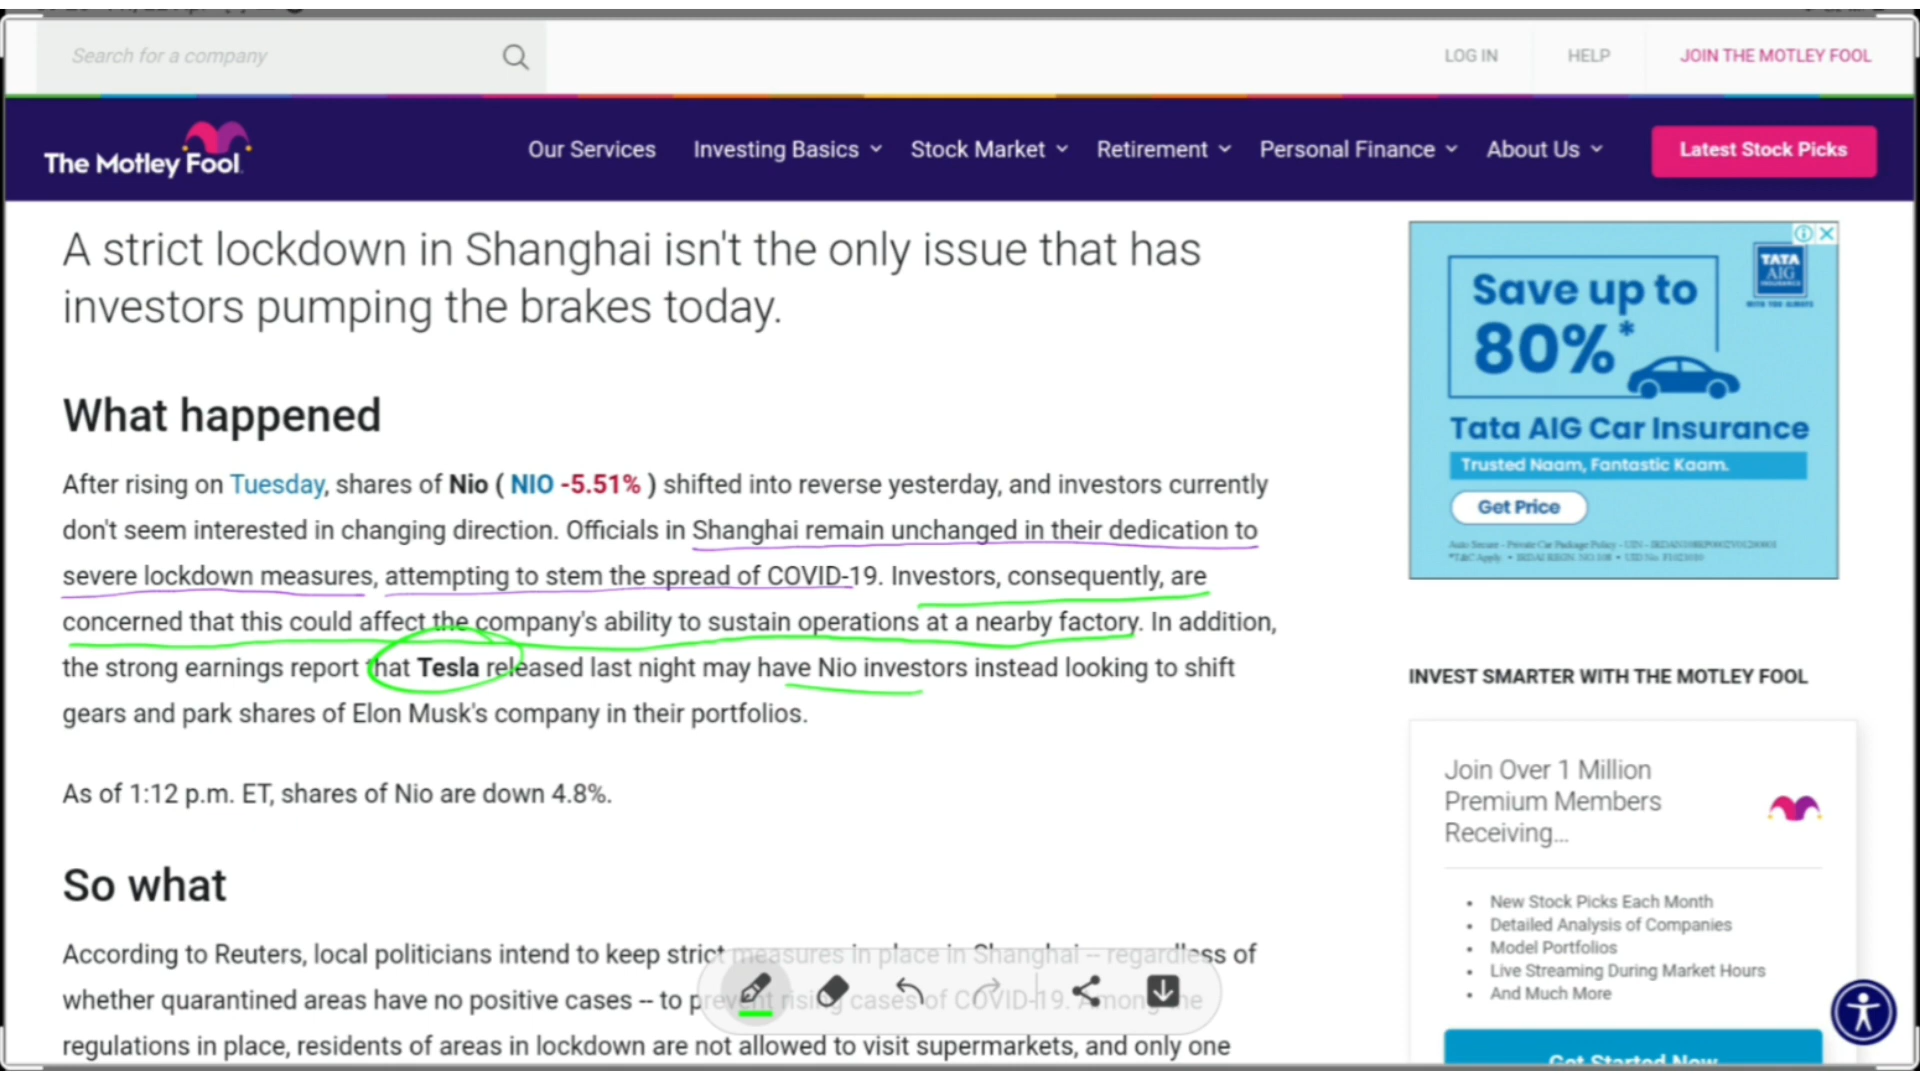 Search for a company
LOG IN
HELP
JOIN THE MOTLEY FOOL
The Motley Fool
Our Services
Investing Basics
Stock Market
Retirement
Personal Finance
About Us
Latest Stock Picks
A strict lockdown in Shanghai isn't the only issue that has
investors pumping the brakes today.
What happened
After rising on Tuesday, shares of Nio ( NIO -5.51% ) shifted into reverse yesterday, and investors currently
don't seem interested in changing direction. Officials in Shanghai remain unchanged in their dedication to
severe lockdown measures, attempting to stem the spread of COVID-19. Investors, consequently, are
concerned that this could affect the company's ability to sustain operations at a nearby factory. In addition,
the strong earnings report that Tesla released last night may have Nio investors instead looking to shift
gears and park shares of Elon Musk's company in their portfolios.
As of 1:12 p.m. ET, shares of Nio are down 4.8%.
So what
According to Reuters, local politicians intend to keep strict measures in place in Shanghai -- regardless of
whether quarantined areas have no positive cases -- to prevent rising cases of COVID-19. Among the
regulations in place, residents of areas in lockdown are not allowed to visit supermarkets, and only one
TATA
AIG
INSURANCE
WITH YOU ALWAYS
Save up to
80%*
Tata AIG Car Insurance
Trusted Naam, Fantastic Kaam.
Get Price
INVEST SMARTER WITH THE MOTLEY FOOL
Join Over 1 Million
Premium Members
Receiving...
• New Stock Picks Each Month
• Detailed Analysis of Companies
• Model Portfolios
• Live Streaming During Market Hours
• And Much More
Get Started Now